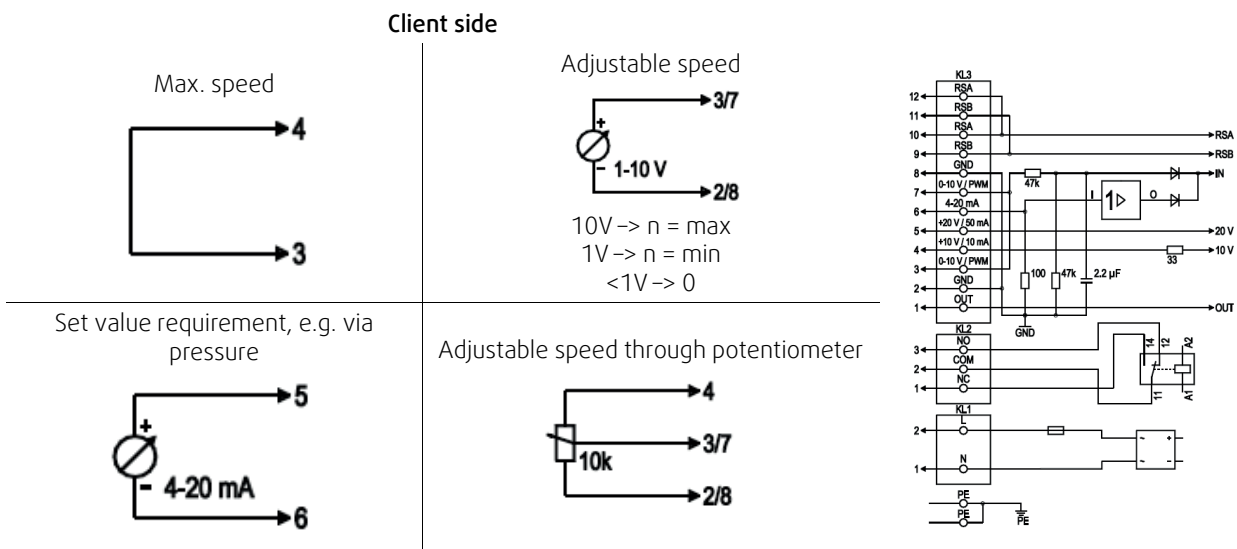 Client side
Max. speed
4
3
Adjustable speed
3/7
+
- 1-10 V
2/8
10V –> n = max
1V –> n = min
<1V –> 0
Set value requirement, e.g. via
pressure
5
+
- 4-20 mA
6
Adjustable speed through potentiometer
4
3/7
10k
2/8
KL3
12 RSA
11 RSB
10 RSA RSA
9 RSB RSB
8 GND IN
7 0-10 V / PWM 47k
6 4-20 mA I 1 O
5 +20 V / 50 mA 20 V
4 +10 V / 10 mA 33 10 V
3 0-10 V / PWM
2 GND 100 47k 2.2 µF
1 OUT OUT
GND
KL2
3 NO 14 12 A2
2 COM
1 NC 11 A1
KL1
2 L ~ +
1 N ~ -
PE
PE PE